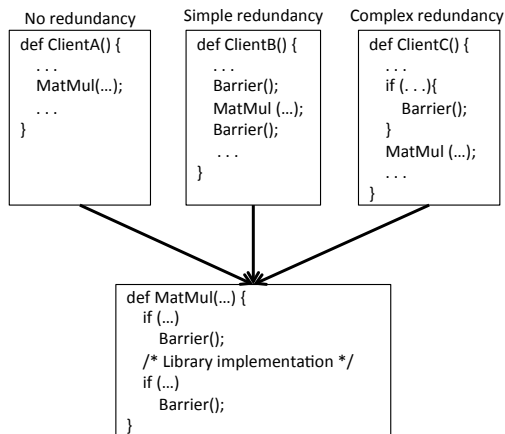 No redundancy
def ClientA() {
. . .
MatMul(…);
. . .
}
Simple redundancy
def ClientB() {
. . .
Barrier();
MatMul (…);
Barrier();
. . .
}
Complex redundancy
def ClientC() {
. . .
if (. . .){
Barrier();
}
MatMul (…);
. . .
}
def MatMul(…) {
if (…)
Barrier();
/* Library implementation */
if (…)
Barrier();
}